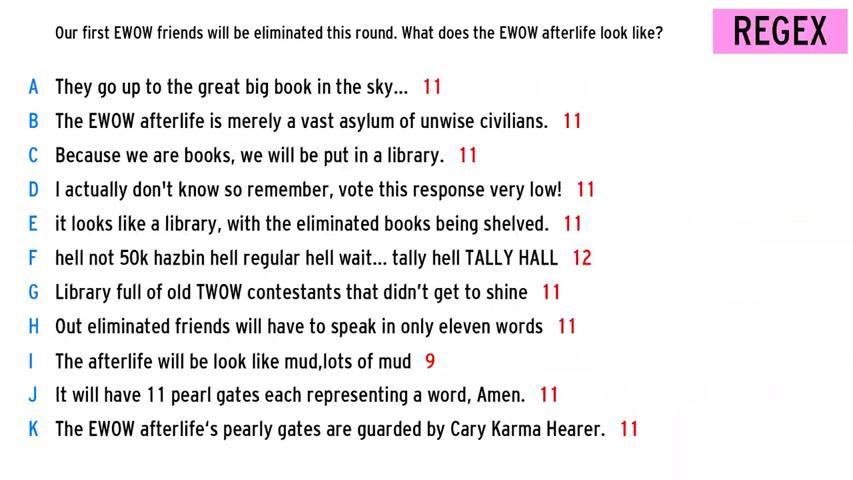 Our first EWOW friends will be eliminated this round. What does the EWOW afterlife look like?
REGEX
A They go up to the great big book in the sky... 11
B The EWOW afterlife is merely a vast asylum of unwise civilians. 11
C Because we are books, we will be put in a library. 11
D I actually don't know so remember, vote this response very low! 11
E it looks like a library, with the eliminated books being shelved. 11
F hell not 50k hazbin hell regular hell wait... tally hell TALLY HALL 12
G Library full of old TWOW contestants that didn’t get to shine 11
H Out eliminated friends will have to speak in only eleven words 11
I The afterlife will be look like mud,lots of mud 9
J It will have 11 pearl gates each representing a word, Amen. 11
K The EWOW afterlife‘s pearly gates are guarded by Cary Karma Hearer. 11